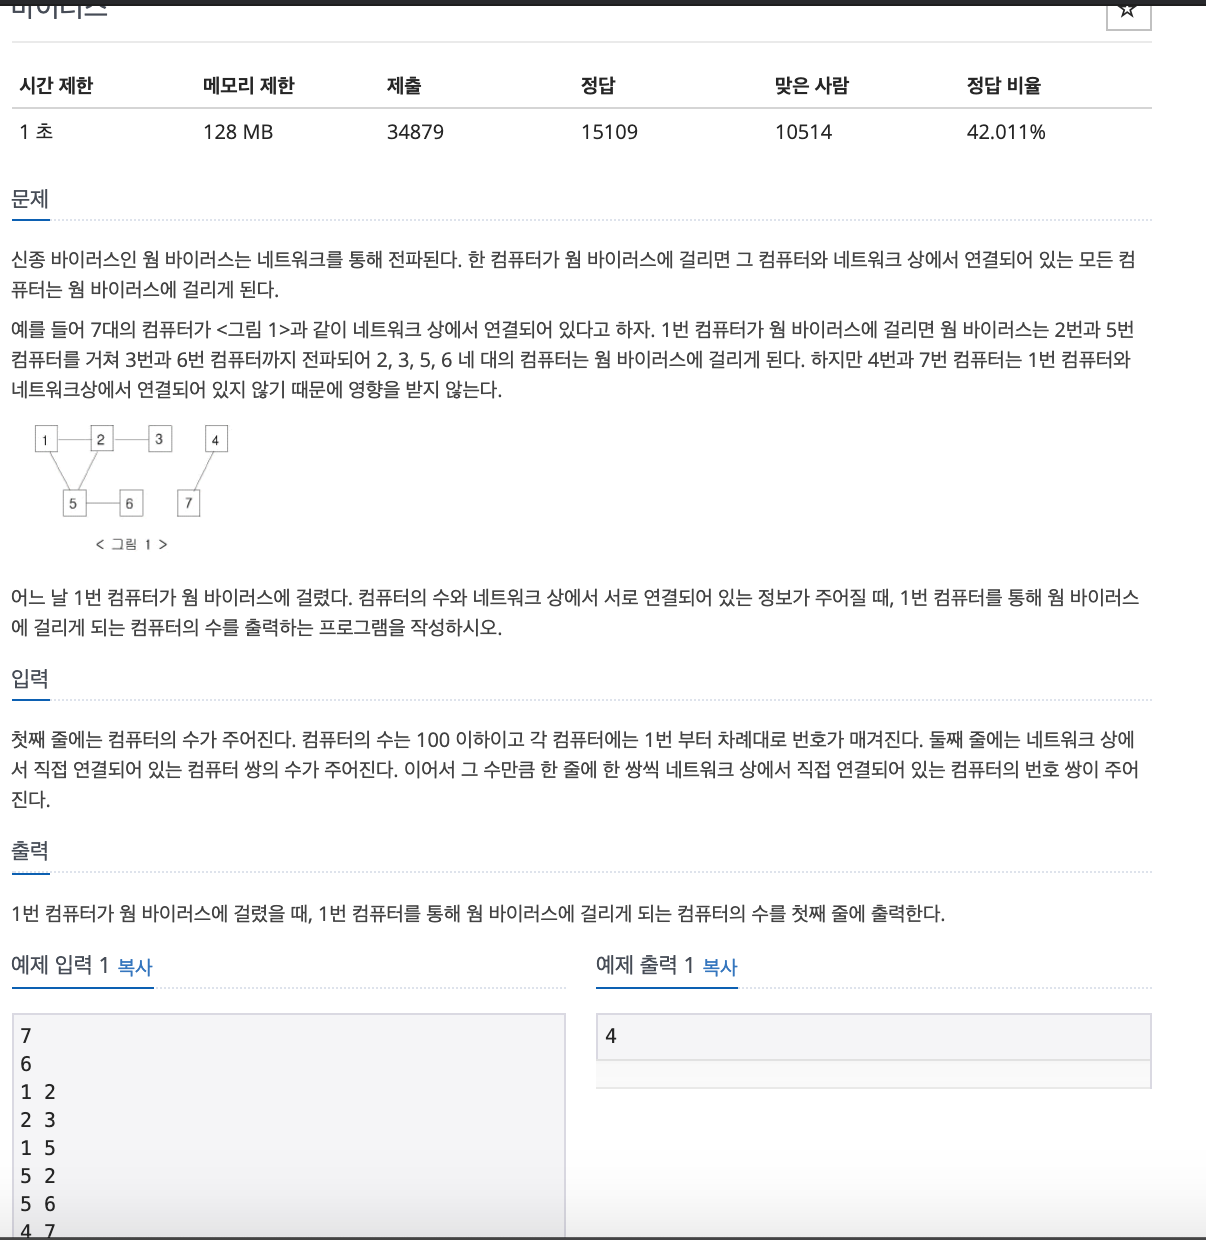 바이러스
시간 제한 메모리 제한 제출 정답 맞은 사람 정답 비율
1 초 128 MB 34879 15109 10514 42.011%
문제
신종 바이러스인 웜 바이러스는 네트워크를 통해 전파된다. 한 컴퓨터가 웜 바이러스에 걸리면 그 컴퓨터와 네트워크 상에서 연결되어 있는 모든 컴
퓨터는 웜 바이러스에 걸리게 된다.
예를 들어 7대의 컴퓨터가 <그림 1>과 같이 네트워크 상에서 연결되어 있다고 하자. 1번 컴퓨터가 웜 바이러스에 걸리면 웜 바이러스는 2번과 5번
컴퓨터를 거쳐 3번과 6번 컴퓨터까지 전파되어 2, 3, 5, 6 네 대의 컴퓨터는 웜 바이러스에 걸리게 된다. 하지만 4번과 7번 컴퓨터는 1번 컴퓨터와
네트워크상에서 연결되어 있지 않기 때문에 영향을 받지 않는다.
1 2 3 4
5 6 7
< 그림 1 >
어느 날 1번 컴퓨터가 웜 바이러스에 걸렸다. 컴퓨터의 수와 네트워크 상에서 서로 연결되어 있는 정보가 주어질 때, 1번 컴퓨터를 통해 웜 바이러스
에 걸리게 되는 컴퓨터의 수를 출력하는 프로그램을 작성하시오.
입력
첫째 줄에는 컴퓨터의 수가 주어진다. 컴퓨터의 수는 100 이하이고 각 컴퓨터에는 1번 부터 차례대로 번호가 매겨진다. 둘째 줄에는 네트워크 상에
서 직접 연결되어 있는 컴퓨터 쌍의 수가 주어진다. 이어서 그 수만큼 한 줄에 한 쌍씩 네트워크 상에서 직접 연결되어 있는 컴퓨터의 번호 쌍이 주어
진다.
출력
1번 컴퓨터가 웜 바이러스에 걸렸을 때, 1번 컴퓨터를 통해 웜 바이러스에 걸리게 되는 컴퓨터의 수를 첫째 줄에 출력한다.
예제 입력 1 복사
7
6
1 2
2 3
1 5
5 2
5 6
4 7
예제 출력 1 복사
4